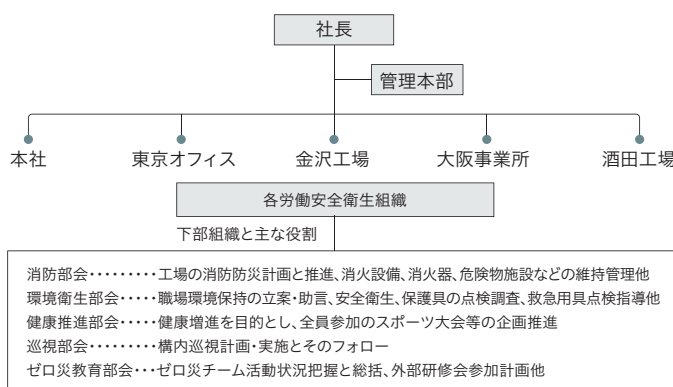 社長
管理本部
本社 東京オフィス 金沢工場 大阪事業所 酒田工場
各労働安全衛生組織
下部組織と主な役割
消防部会・・・・・・・・・工場の消防防災計画と推進、消火設備、消火器、危険物施設などの維持管理他
環境衛生部会・・・・・職場環境保持の立案・助言、安全衛生、保護具の点検調査、救急用具点検指導他
健康推進部会・・・・・健康増進を目的とし、全員参加のスポーツ大会等の企画推進
巡視部会・・・・・・・・・構内巡視計画・実施とそのフォロー
ゼロ災教育部会・・・ゼロ災チーム活動状況把握と総括、外部研修会参加計画他